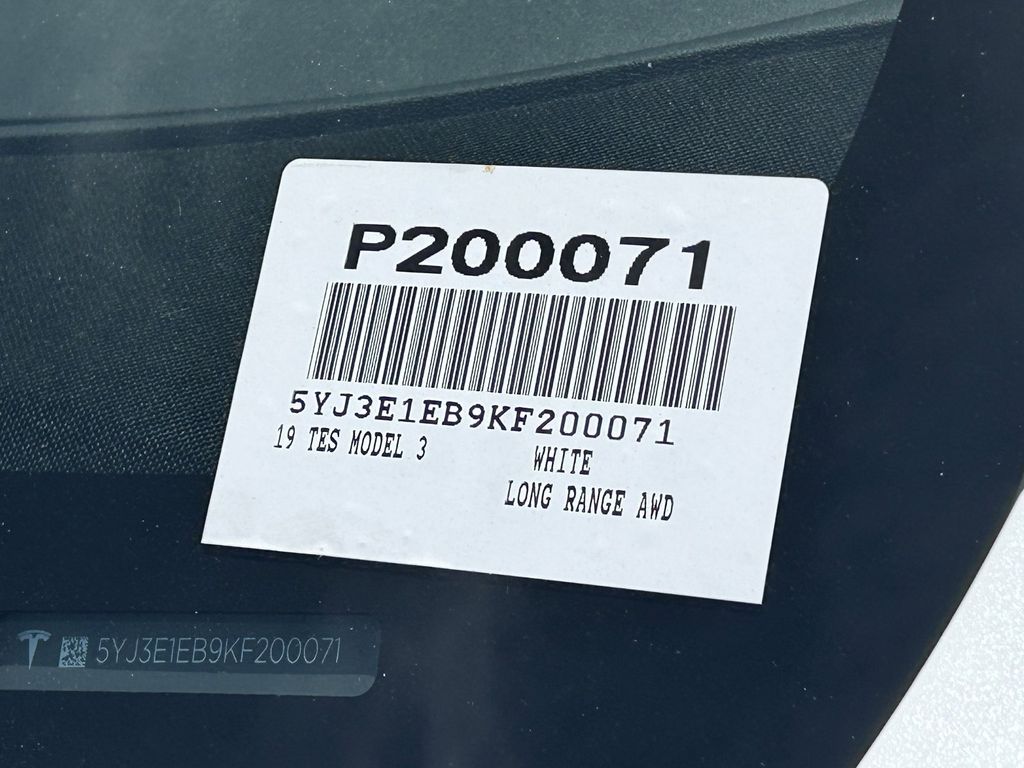 P200071
5YJ3E1EB9KF200071
19 TES MODEL 3 WHITE
LONG RANGE AWD
5YJ3E1EB9KF200071